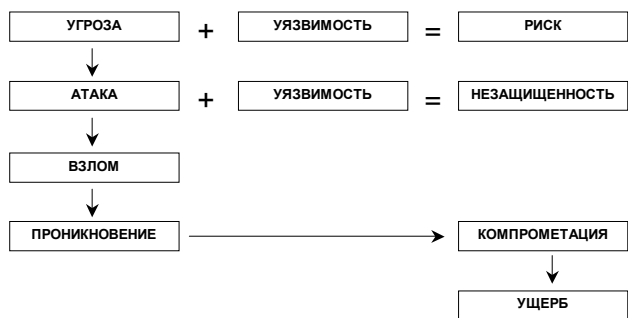 УГРОЗА + УЯЗВИМОСТЬ = РИСК
АТАКА + УЯЗВИМОСТЬ = НЕЗАЩИЩЕННОСТЬ
ВЗЛОМ
ПРОНИКНОВЕНИЕ КОМПРОМЕТАЦИЯ
УЩЕРБ